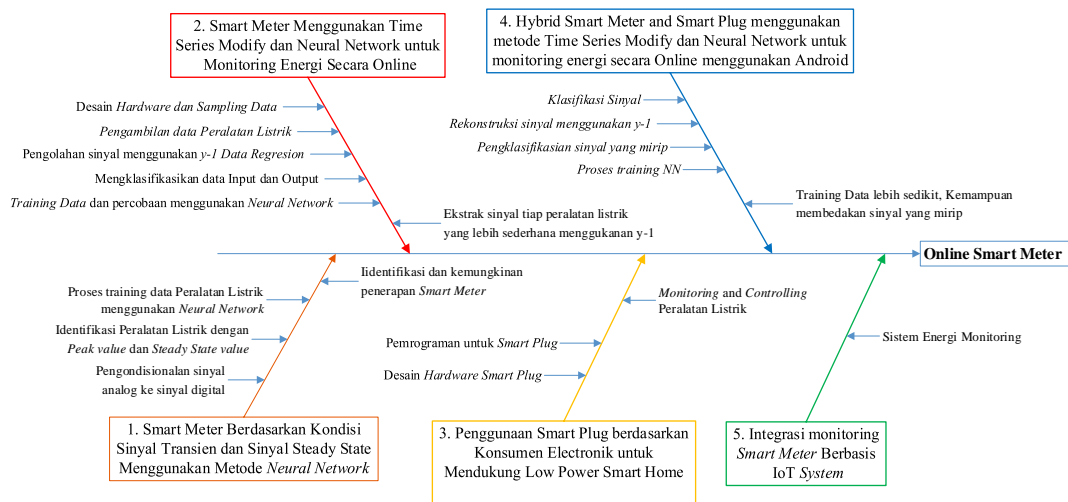 2. Smart Meter Menggunakan Time
Series Modify dan Neural Network untuk
Monitoring Energi Secara Online
4. Hybrid Smart Meter and Smart Plug menggunakan
metode Time Series Modify dan Neural Network untuk
monitoring energi secara Online menggunakan Android
Desain Hardware dan Sampling Data
Pengambilan data Peralatan Listrik
Pengolahan sinyal menggunakan y-1 Data Regresion
Mengklasifikasikan data Input dan Output
Training Data dan percobaan menggunakan Neural Network
Ekstrak sinyal tiap peralatan listrik
yang lebih sederhana menggukanan y-1
Klasifikasi Sinyal
Rekonstruksi sinyal menggunakan y-1
Pengklasifikasian sinyal yang mirip
Proses training NN
Training Data lebih sedikit, Kemampuan
membedakan sinyal yang mirip
Online Smart Meter
Iidentifikasi dan kemungkinan
penerapan Smart Meter
Proses training data Peralatan Listrik
menggunakan Neural Network
Identifikasi Peralatan Listrik dengan
Peak value dan Steady State value
Pengondisionalan sinyal
analog ke sinyal digital
Monitoring and Controlling
Peralatan Listrik
Pemrograman untuk Smart Plug
Desain Hardware Smart Plug
Sistem Energi Monitoring
1. Smart Meter Berdasarkan Kondisi
Sinyal Transien dan Sinyal Steady State
Menggunakan Metode Neural Network
3. Penggunaan Smart Plug berdasarkan
Konsumen Electronik untuk
Mendukung Low Power Smart Home
5. Integrasi monitoring
Smart Meter Berbasis
IoT System